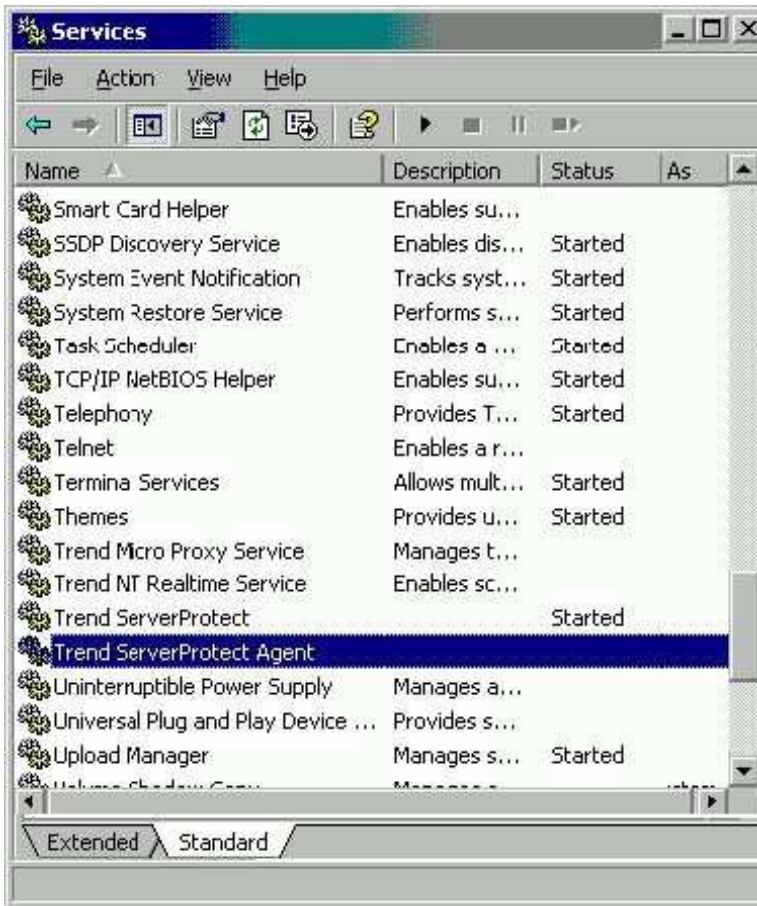 Services
File Action View Help
Name Description Status As
Smart Card Helper Enables su...
SSDP Discovery Service Enables dis... Started
System Event Notification Tracks syst... Started
System Restore Service Performs s... Started
Task Scheduler Enables a ... Started
TCP/IP NetBIOS Helper Enables su... Started
Telephony Provides T... Started
Telnet Enables a r...
Termina Services Allows mult... Started
Themes Provides u... Started
Trend Micro Proxy Service Manages t...
Trend NT Realtime Service Enables sc...
Trend ServerProtect Started
Trend ServerProtect Agent
Uninterruptible Power Supply Manages a...
Universal Plug and Play Device ... Provides s...
Upload Manager Manages s... Started
Extended Standard